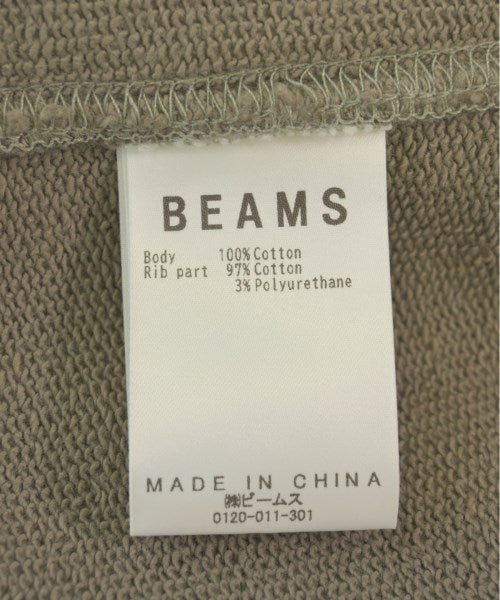 BEAMS
Body 100% Cotton
Rib part 97% Cotton
3% Polyurethane
MADE IN CHINA
㈱ビームス
0120-011-301